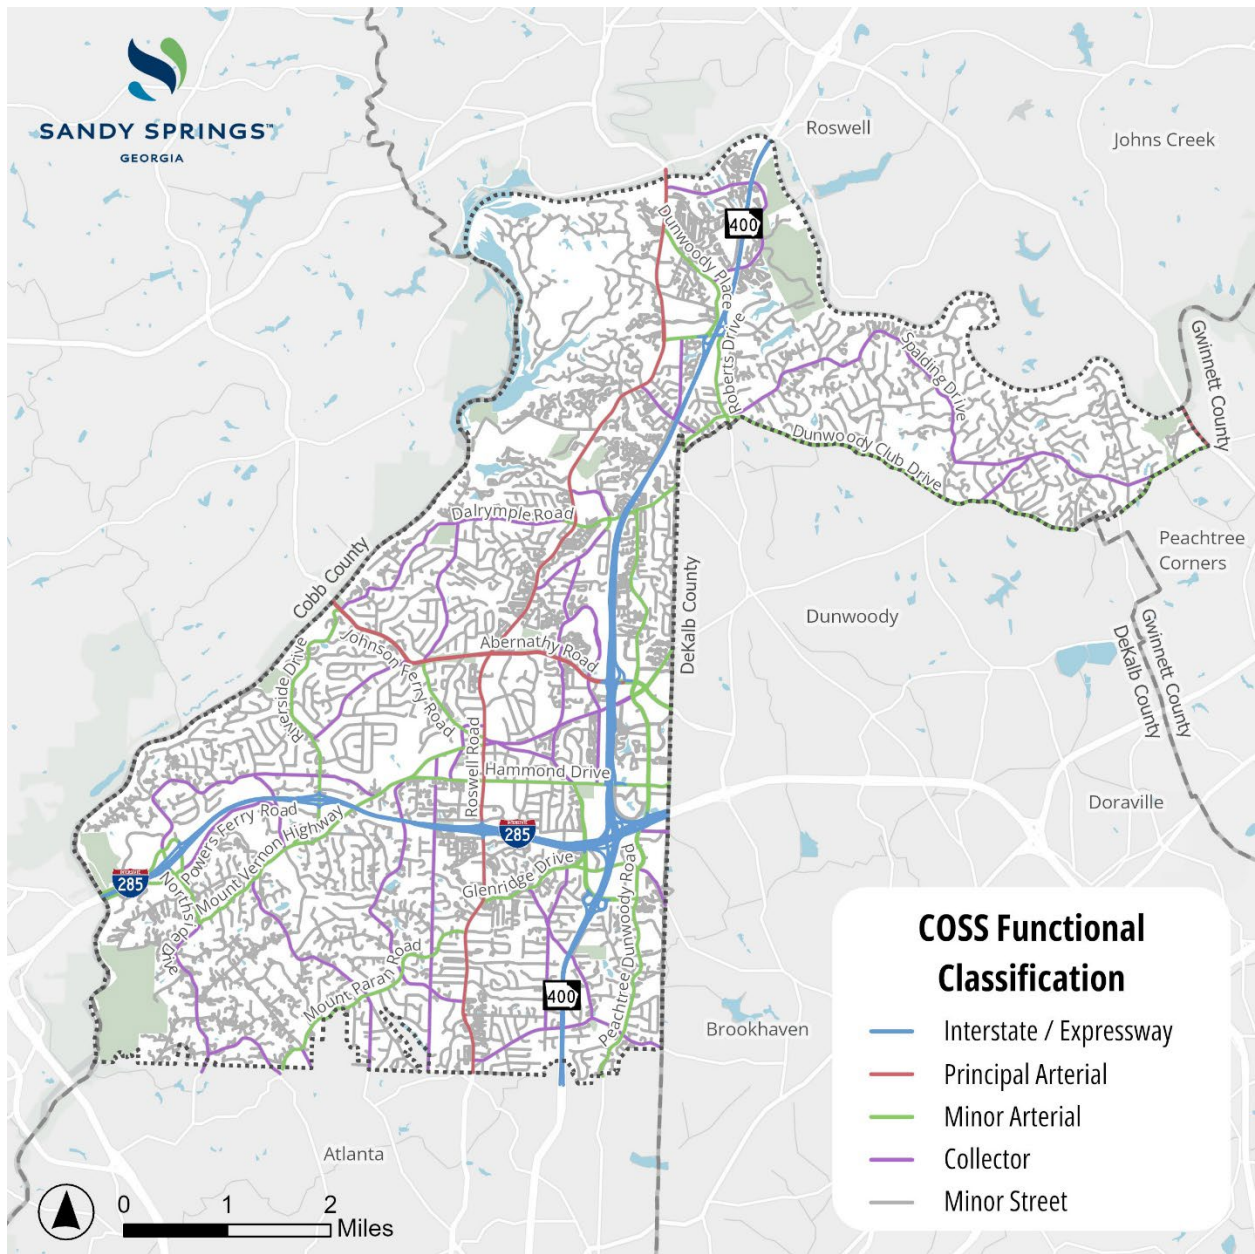 SANDY SPRINGS™
GEORGIA
Roswell
Johns Creek
400
Dunwoody Place
Roberts Drive
Spalding Drive
Gwinnett County
Dunwoody Club Drive
Dalrymple Road
Peachtree
Corners
Cobb County
DeKalb County
Dunwoody
Gwinnett County
DeKalb County
Johnson Ferry Road
Abernathy Road
Riverside Drive
Roswell Road
Hammond Drive
Doraville
Powers Ferry Road
Mount Vernon Highway
INTERSTATE
285
INTERSTATE
285
Northside Drive
Glenridge Drive
Peachtree Dunwoody Road
Mount Paran Road
400
Brookhaven
Atlanta
COSS Functional
Classification
Interstate / Expressway
Principal Arterial
Minor Arterial
Collector
Minor Street
0 1 2
Miles